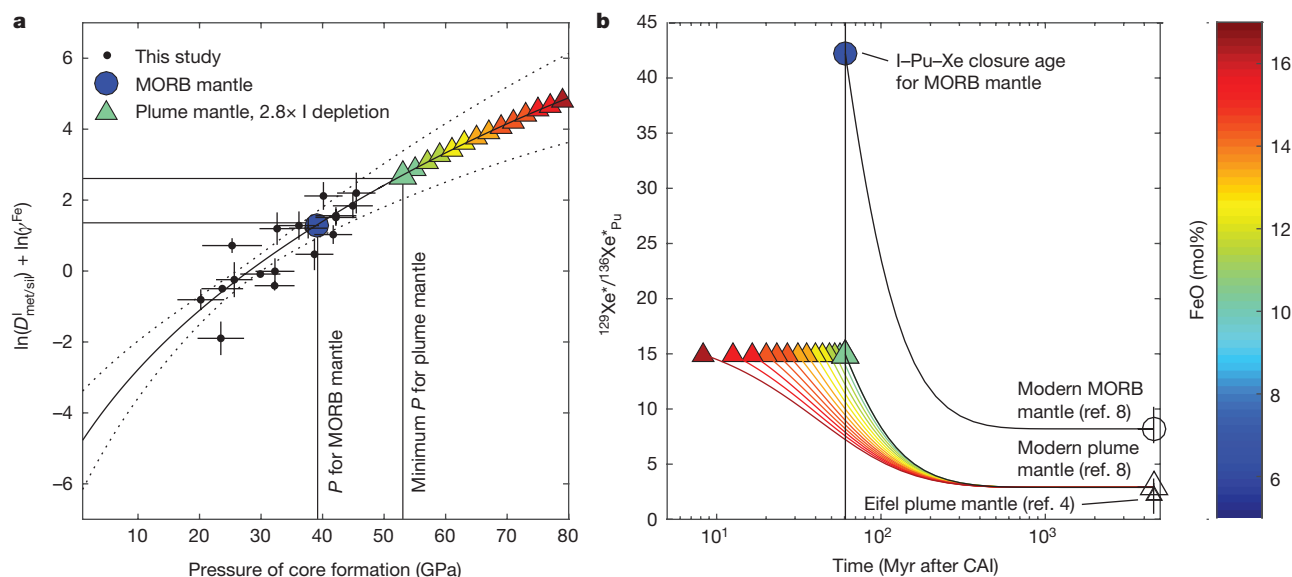 a
This study
MORB mantle
Plume mantle, 2.8× I depletion
6
4
2
0
−2
−4
−6
ln(D^I_met/sil) + ln(γ^Fe)
P for MORB mantle
Minimum P for plume mantle
10 20 30 40 50 60 70 80
Pressure of core formation (GPa)
b
45
40
35
30
25
20
15
10
5
0
¹²⁹Xe*/¹³⁶Xe*_Pu
I–Pu–Xe closure age
for MORB mantle
Modern MORB
mantle (ref. 8)
Modern plume
mantle (ref. 8)
Eifel plume mantle (ref. 4)
10¹ 10² 10³
Time (Myr after CAI)
FeO (mol%)
16
14
12
10
8
6